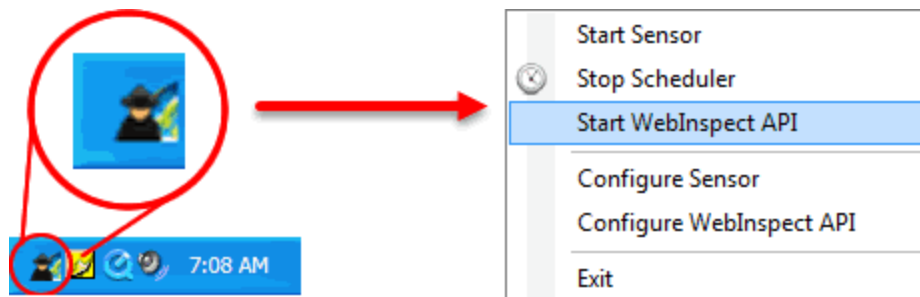 7:08 AM
Start Sensor
Stop Scheduler
Start WebInspect API
Configure Sensor
Configure WebInspect API
Exit